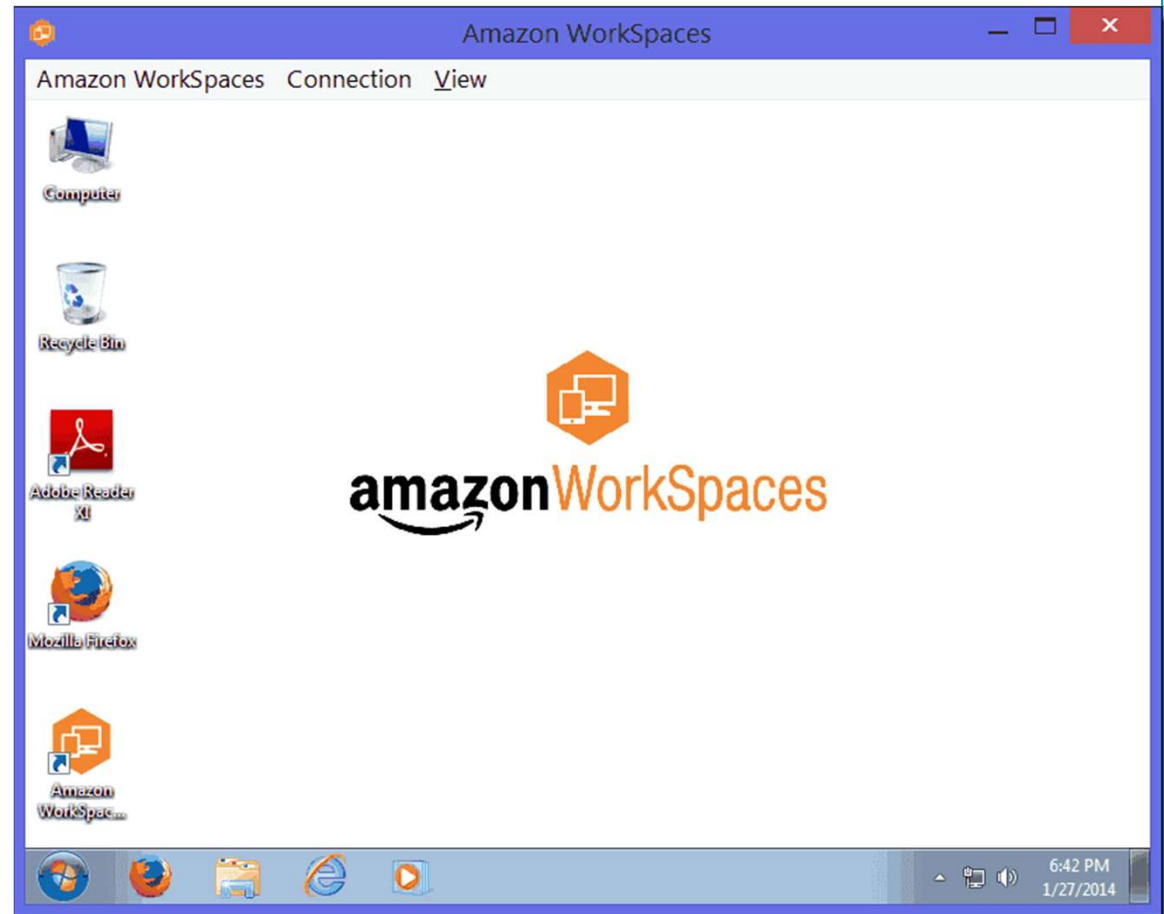 Amazon WorkSpaces
Amazon WorkSpaces Connection View
Computer
Recycle Bin
Adobe Reader
XI
Mozilla Firefox
Amazon
WorkSpac...
amazon WorkSpaces
6:42 PM
1/27/2014